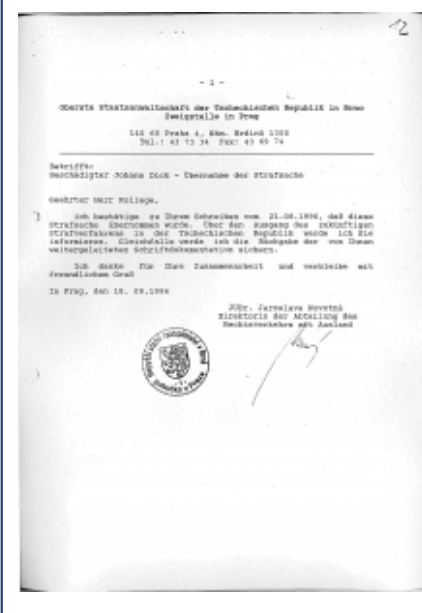 12
- 2 -
Oberste Staatsanwaltschaft der Tschechischen Republik in Brno
Zweigstelle in Prag
140 65 Praha 4, Nám. Hrdinů 1300
Tel.: 43 73 34 Fax: 43 69 74
Betrifft:
Geschädigter Johann Dick - Übernahme der Strafsache
Geehrter Herr Kollege,
ich bestätige zu Ihrem Schreiben vom 21.08.1996, daß diese
Strafsache übernommen wurde. Über den Ausgang des zukünftigen
Strafverfahrens in der Tschechischen Republik werde ich Sie
informieren. Gleichfalls werde ich die Rückgabe der von Ihnen
weitergeleiteten Schriftdokumentation sichern.
Ich danke für Ihre Zusammenarbeit und verbleibe mit
freundlichem Gruß
In Prag, den 18. 09.1996
JUDr. Jaroslava Novotná
Direktorin der Abteilung des
Rechtsverkehrs mit Ausland